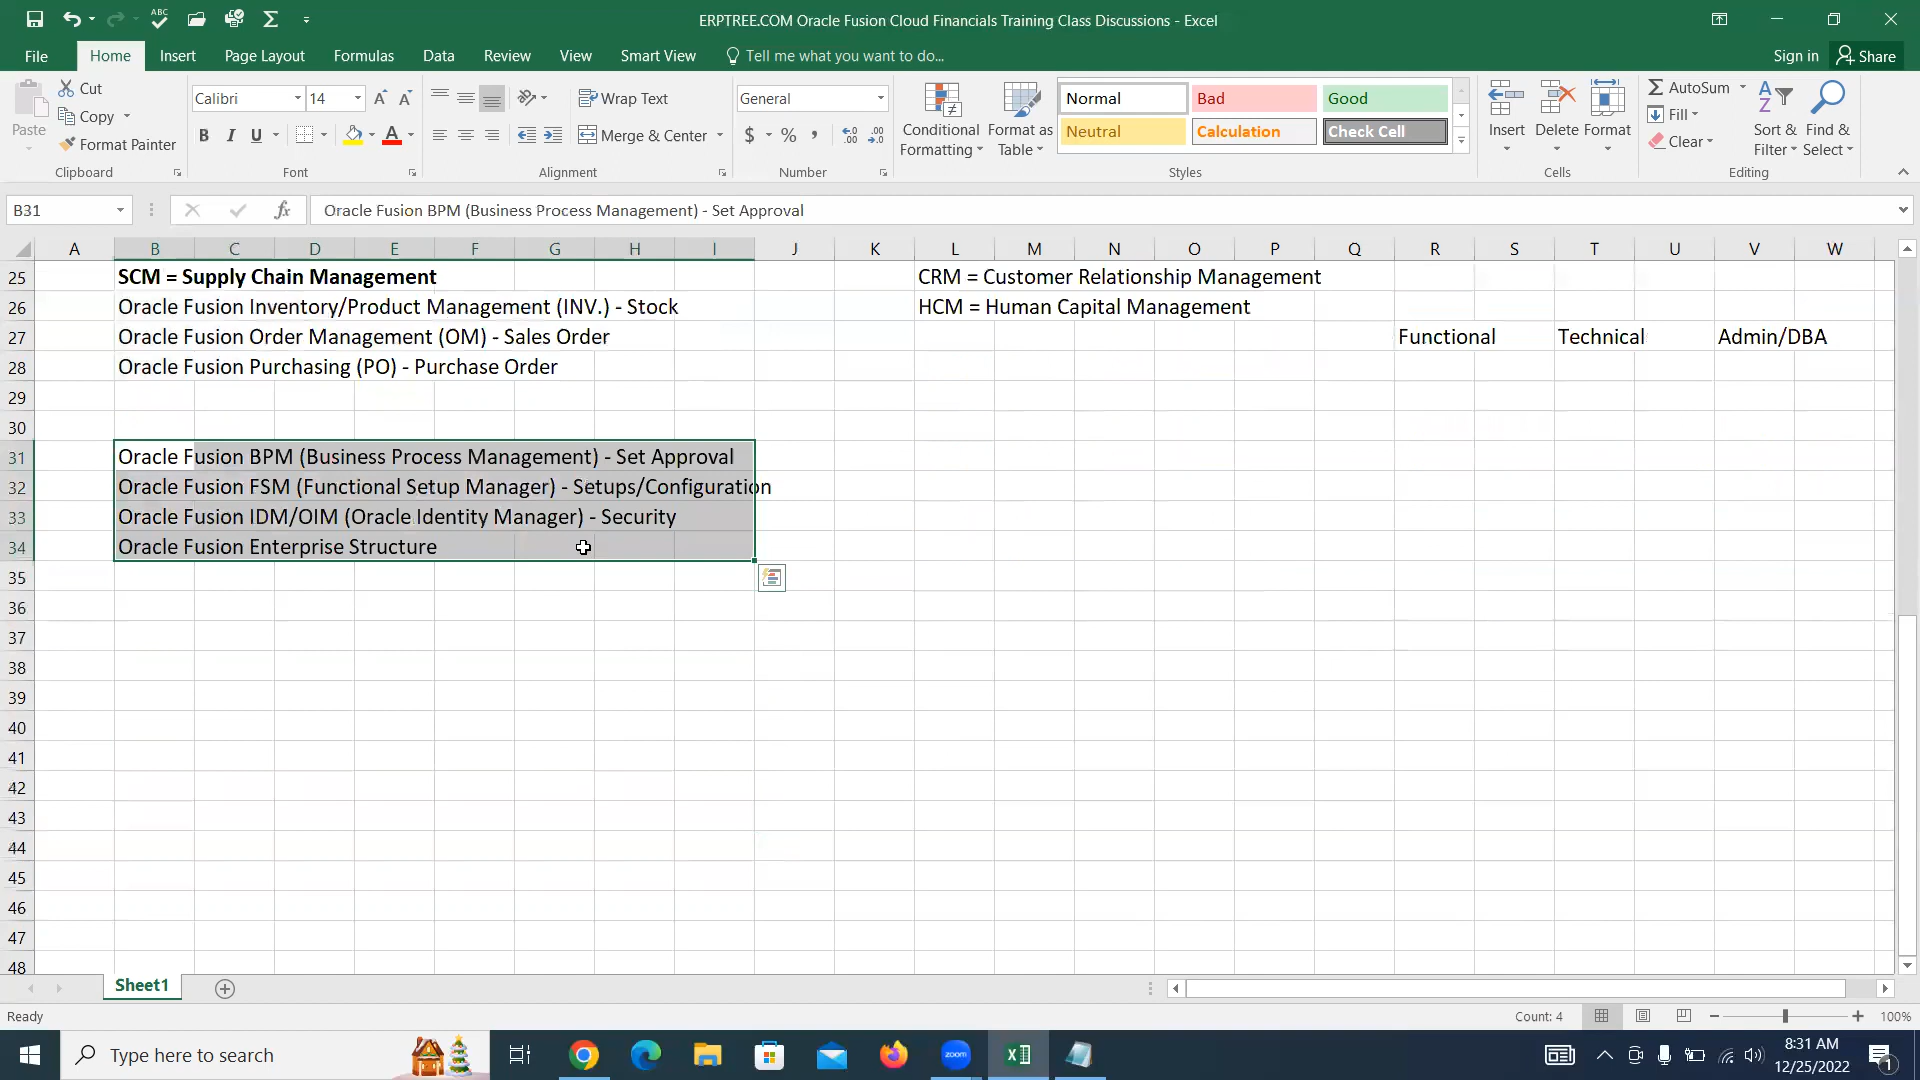 ERPTREE.COM Oracle Fusion Cloud Financials Training Class Discussions - Excel
File Home Insert Page Layout Formulas Data Review View Smart View Tell me what you want to do... Sign in Share
Paste
Cut
Copy
Format Painter
Clipboard
Calibri 14
B I U
Font
Wrap Text
Merge & Center
Alignment
General
$ % ,
Number
Conditional Formatting
Format as Table
Normal Bad Good
Neutral Calculation Check Cell
Styles
Insert Delete Format
Cells
AutoSum
Fill
Clear
Sort & Filter
Find & Select
Editing
B31 fx Oracle Fusion BPM (Business Process Management) - Set Approval
A B C D E F G H I J K L M N O P Q R S T U V W
25 SCM = Supply Chain Management CRM = Customer Relationship Management
26 Oracle Fusion Inventory/Product Management (INV.) - Stock HCM = Human Capital Management
27 Oracle Fusion Order Management (OM) - Sales Order Functional Technical Admin/DBA
28 Oracle Fusion Purchasing (PO) - Purchase Order
29
30
31 Oracle Fusion BPM (Business Process Management) - Set Approval
32 Oracle Fusion FSM (Functional Setup Manager) - Setups/Configuration
33 Oracle Fusion IDM/OIM (Oracle Identity Manager) - Security
34 Oracle Fusion Enterprise Structure
35
36
37
38
39
40
41
42
43
44
45
46
47
48
Sheet1
Ready Count: 4 100%
Type here to search
zoom
8:31 AM
12/25/2022
1